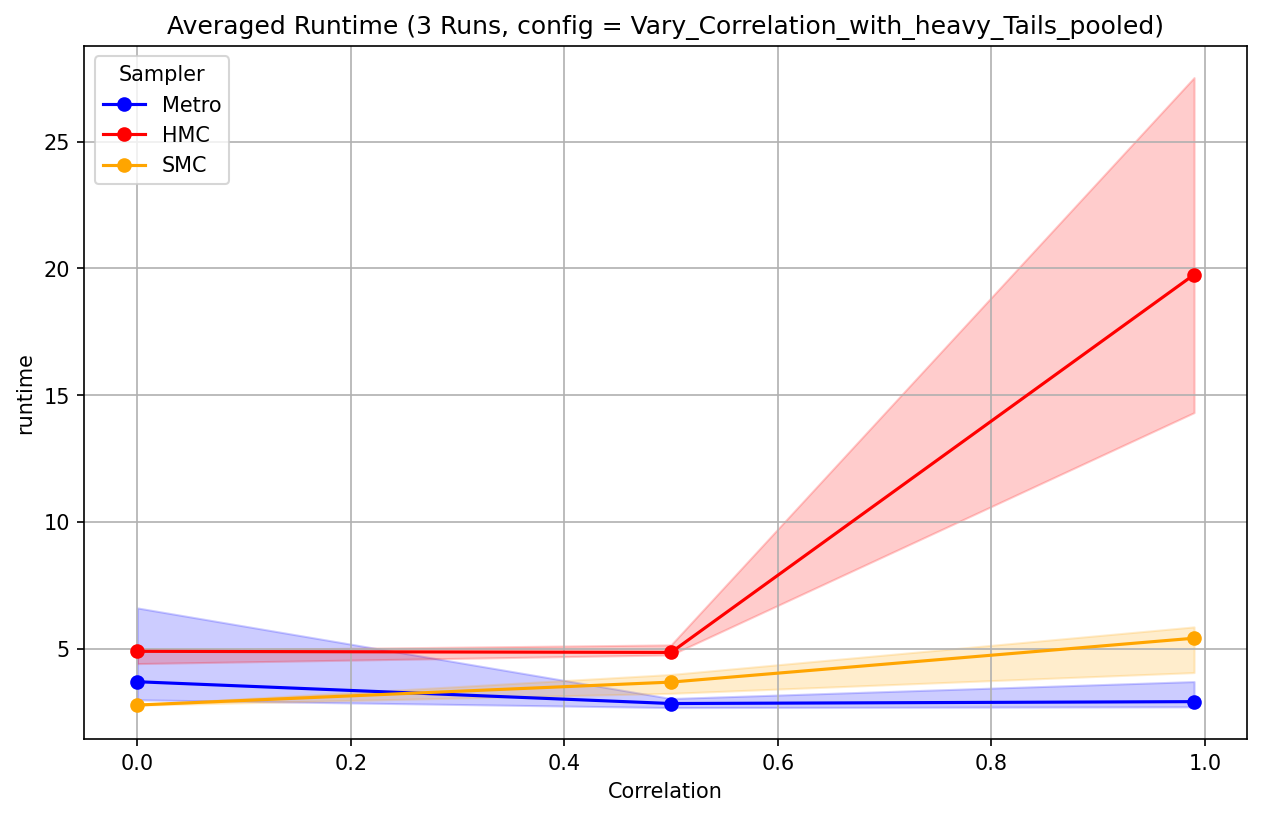 Averaged Runtime (3 Runs, config = Vary_Correlation_with_heavy_Tails_pooled)
Sampler
Metro
HMC
SMC
runtime
25
20
15
10
5
0.0 0.2 0.4 0.6 0.8 1.0
Correlation